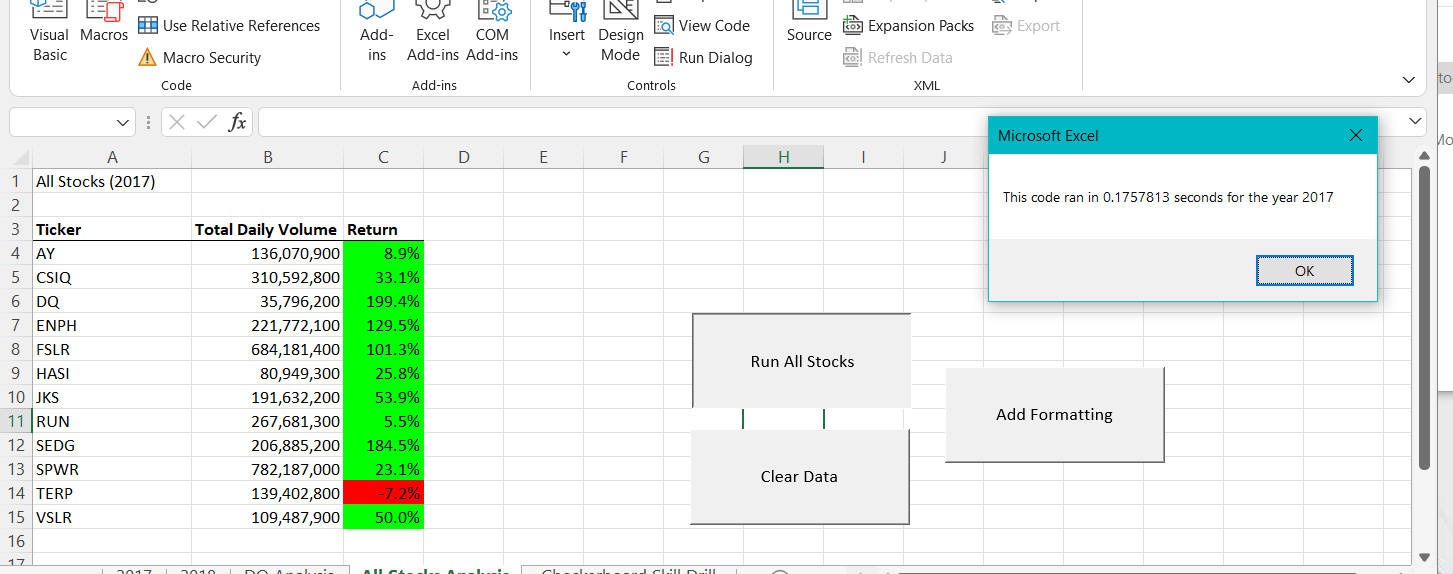 Visual Basic
Macros
Use Relative References
Macro Security
Code
Add-ins
Excel Add-ins
COM Add-ins
Add-ins
Insert
Design Mode
View Code
Run Dialog
Controls
Source
Expansion Packs
Refresh Data
Export
XML
fx
Microsoft Excel
This code ran in 0.1757813 seconds for the year 2017
OK
A B C D E F G H I J
1 All Stocks (2017)
2
3 Ticker Total Daily Volume Return
4 AY 136,070,900 8.9%
5 CSIQ 310,592,800 33.1%
6 DQ 35,796,200 199.4%
7 ENPH 221,772,100 129.5%
8 FSLR 684,181,400 101.3%
9 HASI 80,949,300 25.8%
10 JKS 191,632,200 53.9%
11 RUN 267,681,300 5.5%
12 SEDG 206,885,200 184.5%
13 SPWR 782,187,000 23.1%
14 TERP 139,402,800 -7.2%
15 VSLR 109,487,900 50.0%
16
17
Run All Stocks
Add Formatting
Clear Data
2017 2018 DQ Analysis All Stocks Analysis Checkerboard Skill Drill